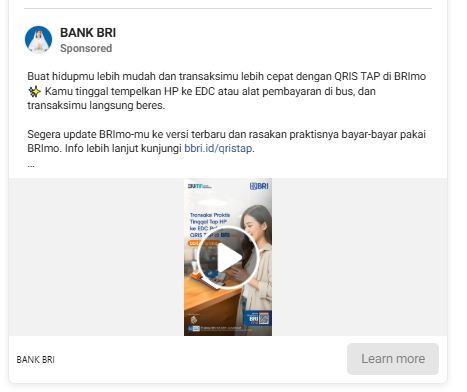 BANK BRI
Sponsored
Buat hidupmu lebih mudah dan transaksimu lebih cepat dengan QRIS TAP di BRImo
✨ Kamu tinggal tempelkan HP ke EDC atau alat pembayaran di bus, dan
transaksimu langsung beres.
Segera update BRImo-mu ke versi terbaru dan rasakan praktisnya bayar-bayar pakai
BRImo. Info lebih lanjut kunjungi bbri.id/qristap.
...
BRI
Transaksi Praktis
Tinggal Tap HP
ke EDC
QRIS TAP di BRI
BRI
BANK BRI
Learn more